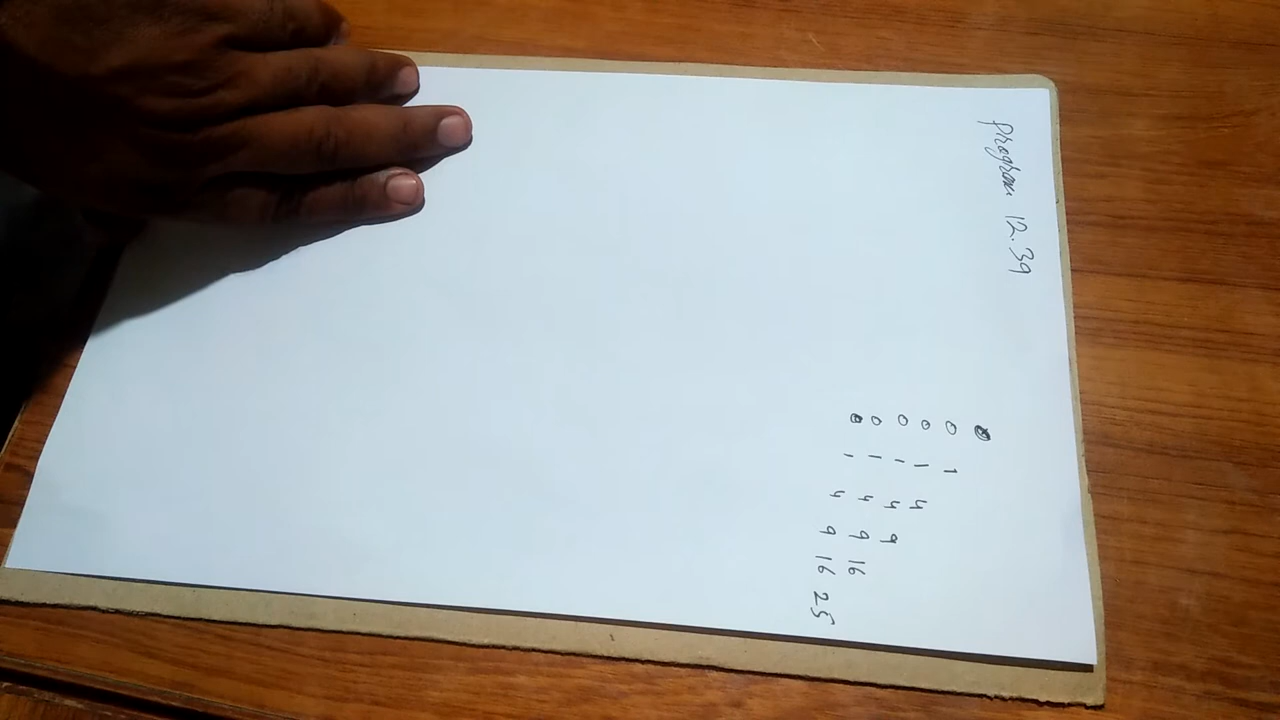 Program 12.39
0
0 1
0 1 4
0 1 4 9
0 1 4 9 16
0 1 4 9 16 25